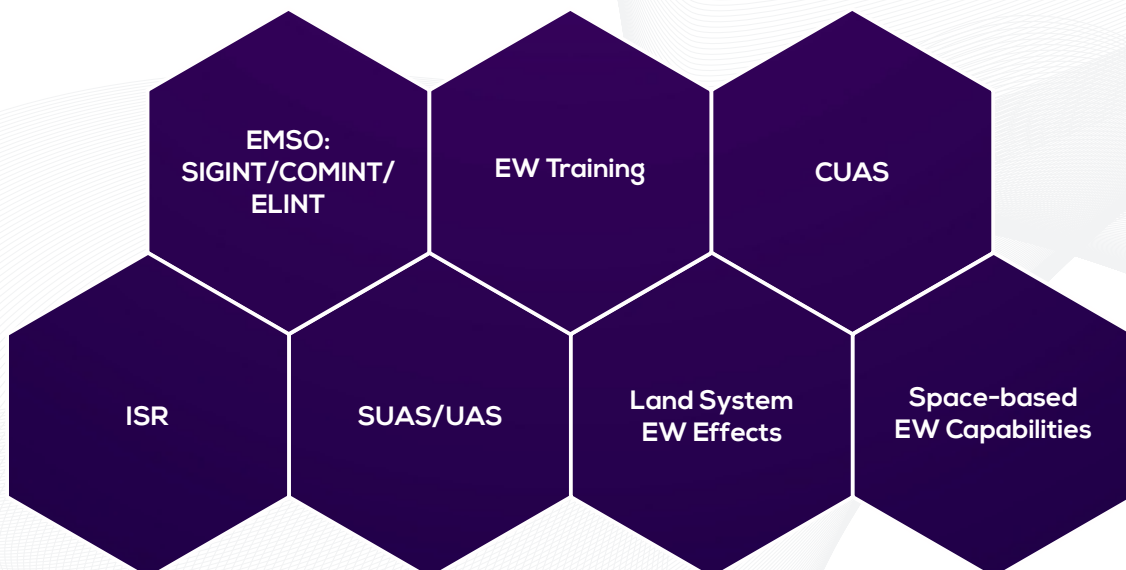 EMSO:
SIGINT/COMINT/
ELINT
EW Training
CUAS
ISR
SUAS/UAS
Land System
EW Effects
Space-based
EW Capabilities